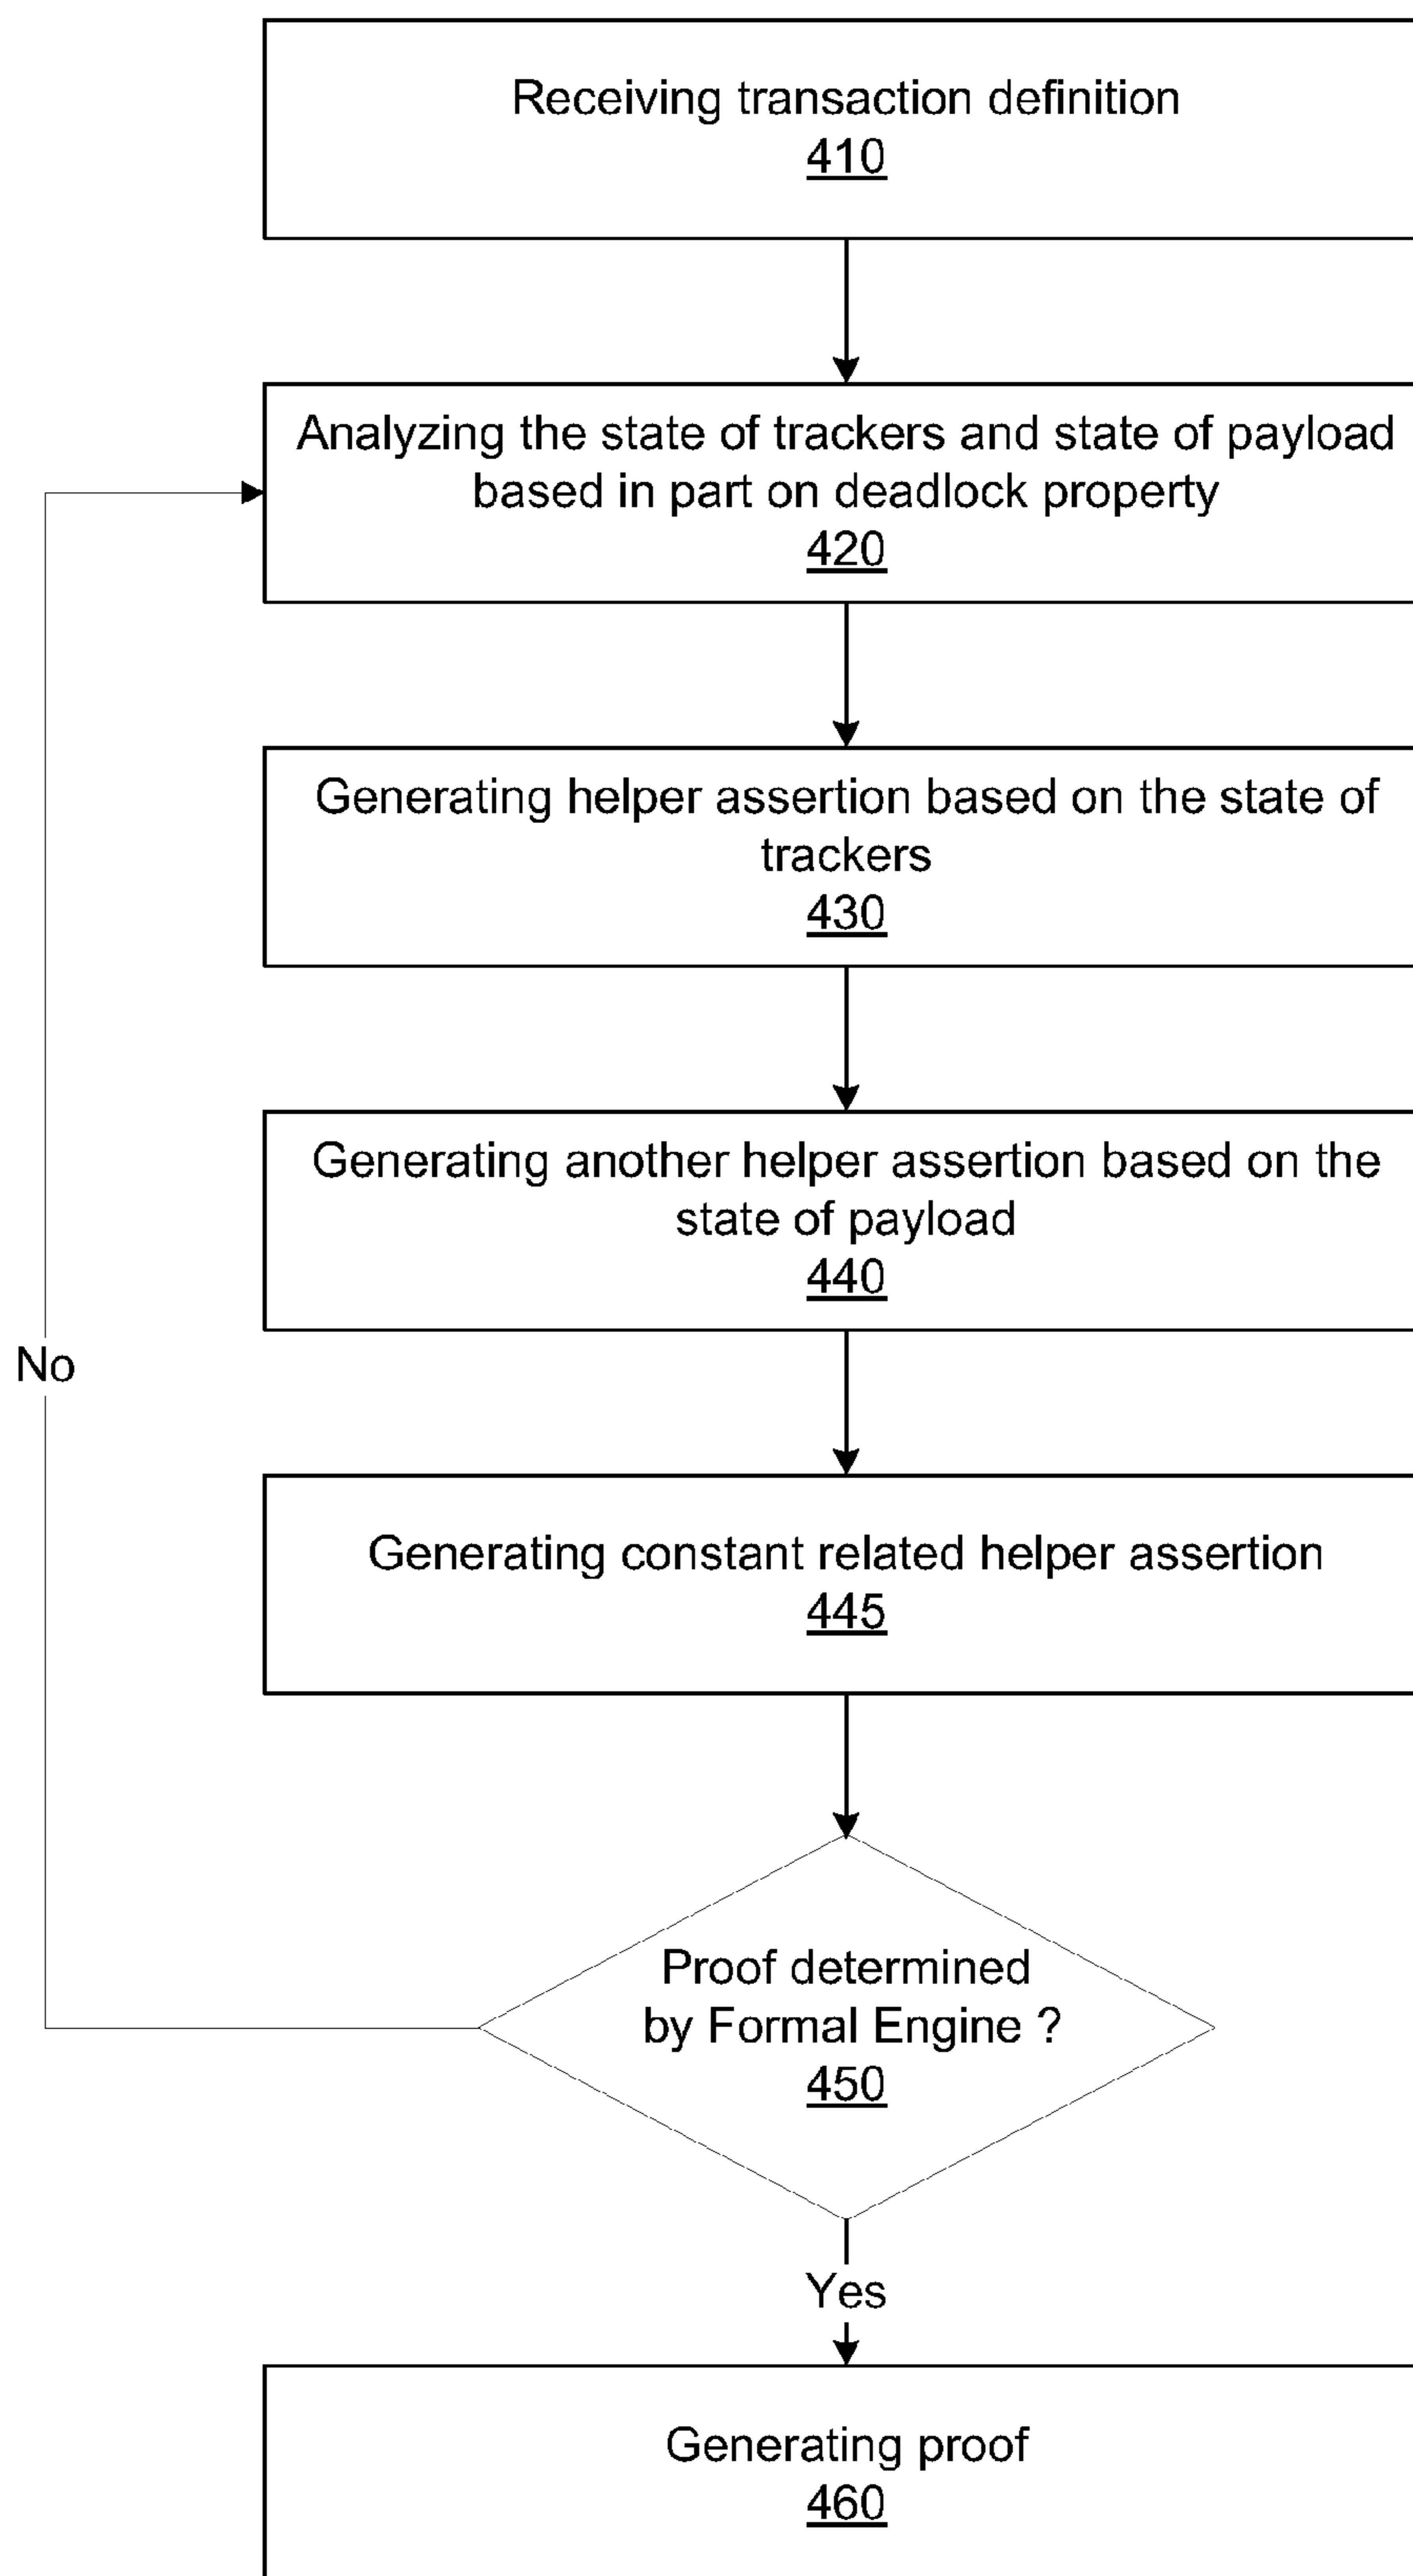 Receiving transaction definition
410
Analyzing the state of trackers and state of payload
based in part on deadlock property
420
Generating helper assertion based on the state of
trackers
430
Generating another helper assertion based on the
state of payload
440
No
Generating constant related helper assertion
445
Proof determined
by Formal Engine ?
450
Yes
Generating proof
460